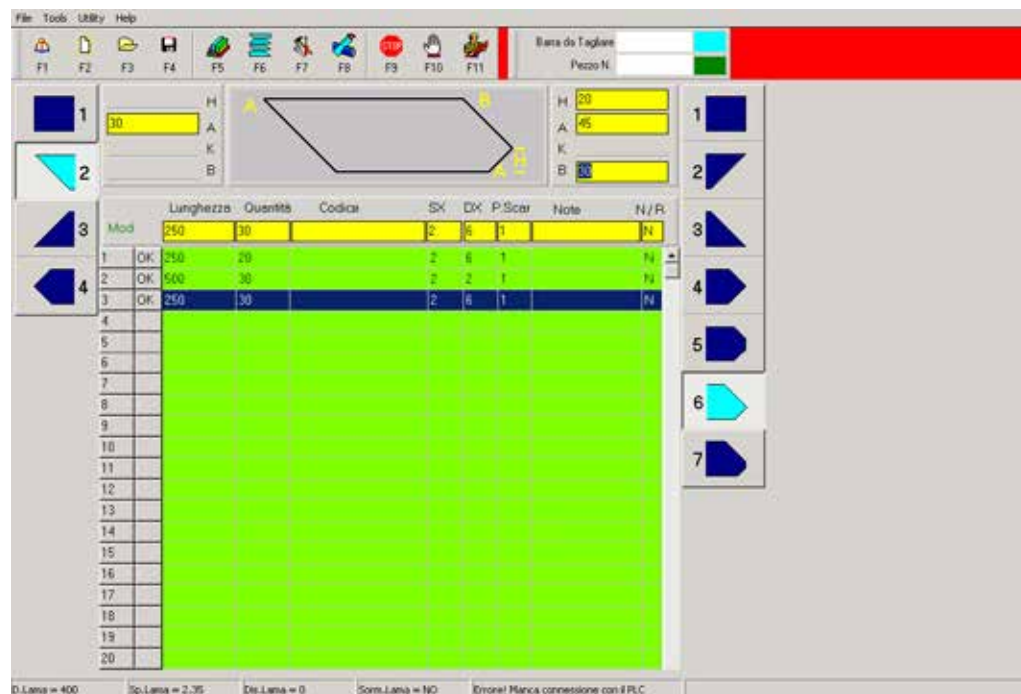 File Tools Utility Help
F1 F2 F3 F4 F5 F6 F7 F8 STOP F9 F10 F11
Barra da Tagliare
Pezzo N.
1
2
3
4
H
30 A
K
B
A B A H
H 20
A 45
K
B 30
1
2
3
4
5
6
7
Lunghezza Quantità Codice SX DX P.Scar Note N/R
Mod 250 30 2 6 1 N
1 OK 250 20 2 6 1 N
2 OK 500 30 2 2 1 N
3 OK 250 30 2 6 1 N
4
5
6
7
8
9
10
11
12
13
14
15
16
17
18
19
20
D.Lama = 400 Sp.Lama = 2.35 Dis.Lama = 0 Sorm.Lama = NO Errore! Manca connessione con il PLC